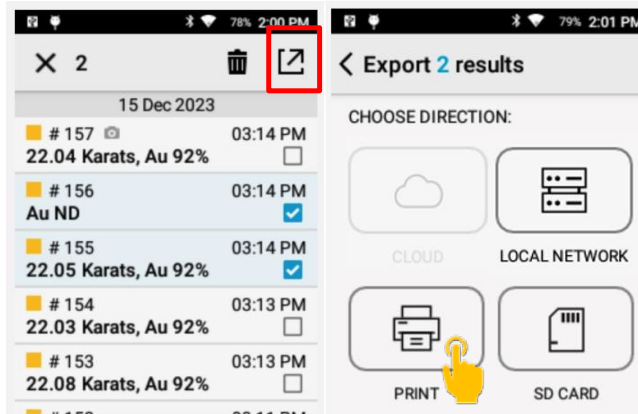 78% 2:00 PM
2
15 Dec 2023
# 157 03:14 PM
22.04 Karats, Au 92%
# 156 03:14 PM
Au ND
# 155 03:14 PM
22.05 Karats, Au 92%
# 154 03:13 PM
22.03 Karats, Au 92%
# 153 03:13 PM
22.08 Karats, Au 92%
79% 2:01 PM
Export 2 results
CHOOSE DIRECTION:
CLOUD
LOCAL NETWORK
PRINT
SD CARD